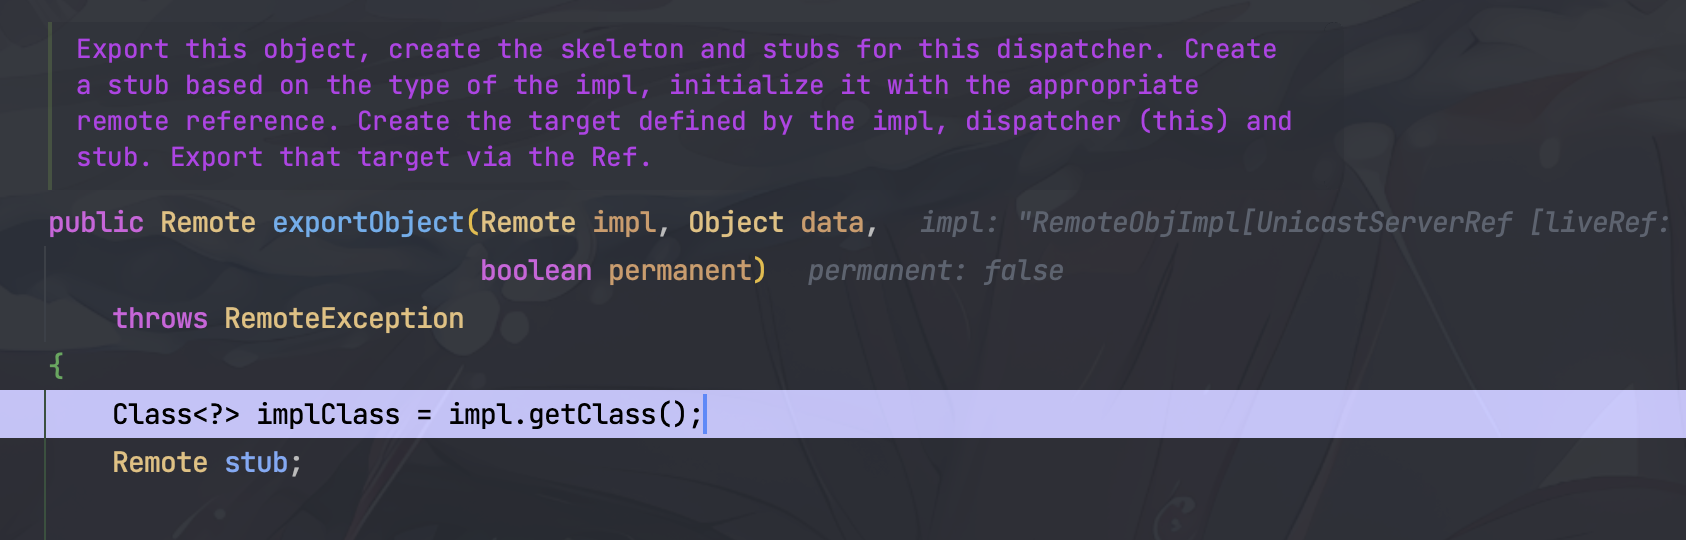 Export this object, create the skeleton and stubs for this dispatcher. Create
a stub based on the type of the impl, initialize it with the appropriate
remote reference. Create the target defined by the impl, dispatcher (this) and
stub. Export that target via the Ref.
public Remote exportObject(Remote impl, Object data, impl: "RemoteObjImpl[UnicastServerRef [liveRef:
boolean permanent) permanent: false
throws RemoteException
{
Class<?> implClass = impl.getClass();
Remote stub;